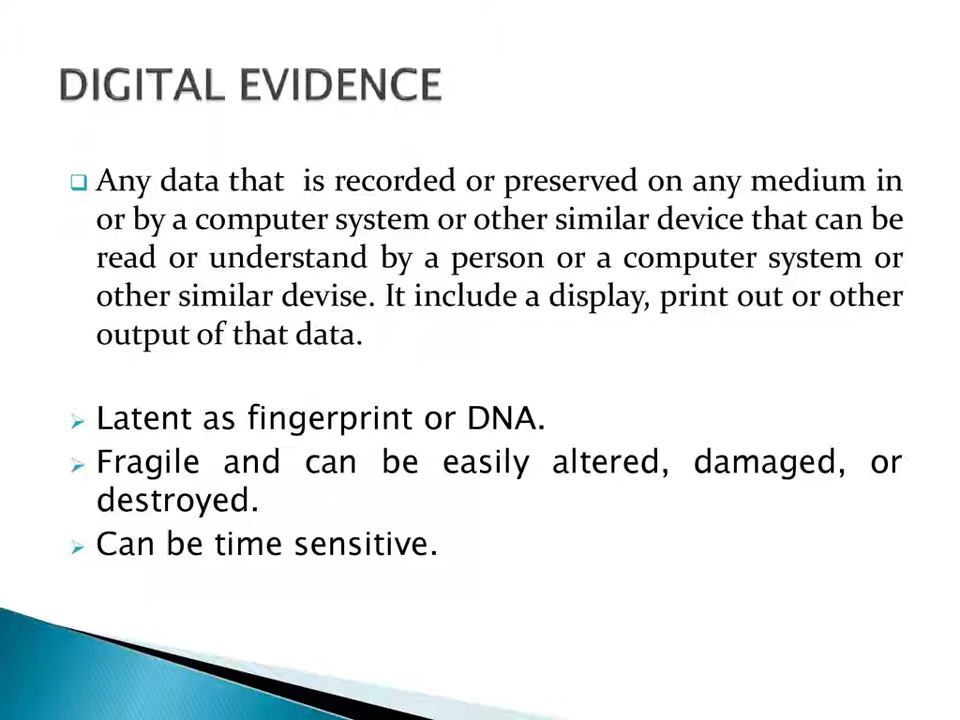 DIGITAL EVIDENCE
Any data that is recorded or preserved on any medium in
or by a computer system or other similar device that can be
read or understand by a person or a computer system or
other similar devise. It include a display, print out or other
output of that data.
Latent as fingerprint or DNA.
Fragile and can be easily altered, damaged, or
destroyed.
Can be time sensitive.